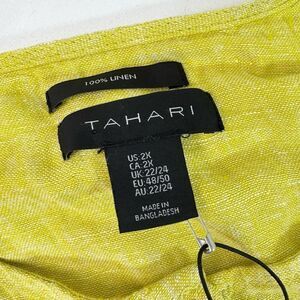 100% LINEN
TAHARI
US:2X
CA:2X
UK:22/24
EU:48/50
AU:22/24
MADE IN
BANGLADESH